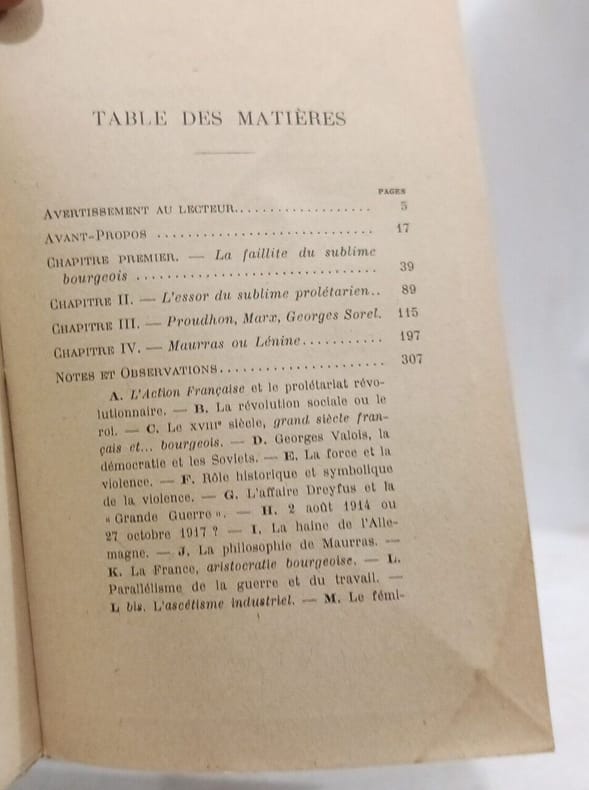 TABLE DES MATIÈRES
PAGES
AVERTISSEMENT AU LECTEUR.................. 5
AVANT-PROPOS ............................ 17
CHAPITRE PREMIER. — La faillite du sublime
bourgeois ............................... 39
CHAPITRE II. — L'essor du sublime prolétarien.. 89
CHAPITRE III. — Proudhon, Marx, Georges Sorel. 115
CHAPITRE IV. — Maurras ou Lénine........... 197
NOTES ET OBSERVATIONS...................... 307
A. L'Action Française et le prolétariat révo-
lutionnaire. — B. La révolution sociale ou le
roi. — C. Le XVIIIe siècle, grand siècle fran-
çais et... bourgeois. — D. Georges Valois, la
démocratie et les Soviets. — E. La force et la
violence. — F. Rôle historique et symbolique
de la violence. — G. L'affaire Dreyfus et la
« Grande Guerre ». — H. 2 août 1914 ou
27 octobre 1917 ? — I. La haine de l'Alle-
magne. — J. La philosophie de Maurras. —
K. La France, aristocratie bourgeoise. — L.
Parallélisme de la guerre et du travail. —
L bis. L'ascétisme industriel. — M. Le fémi-